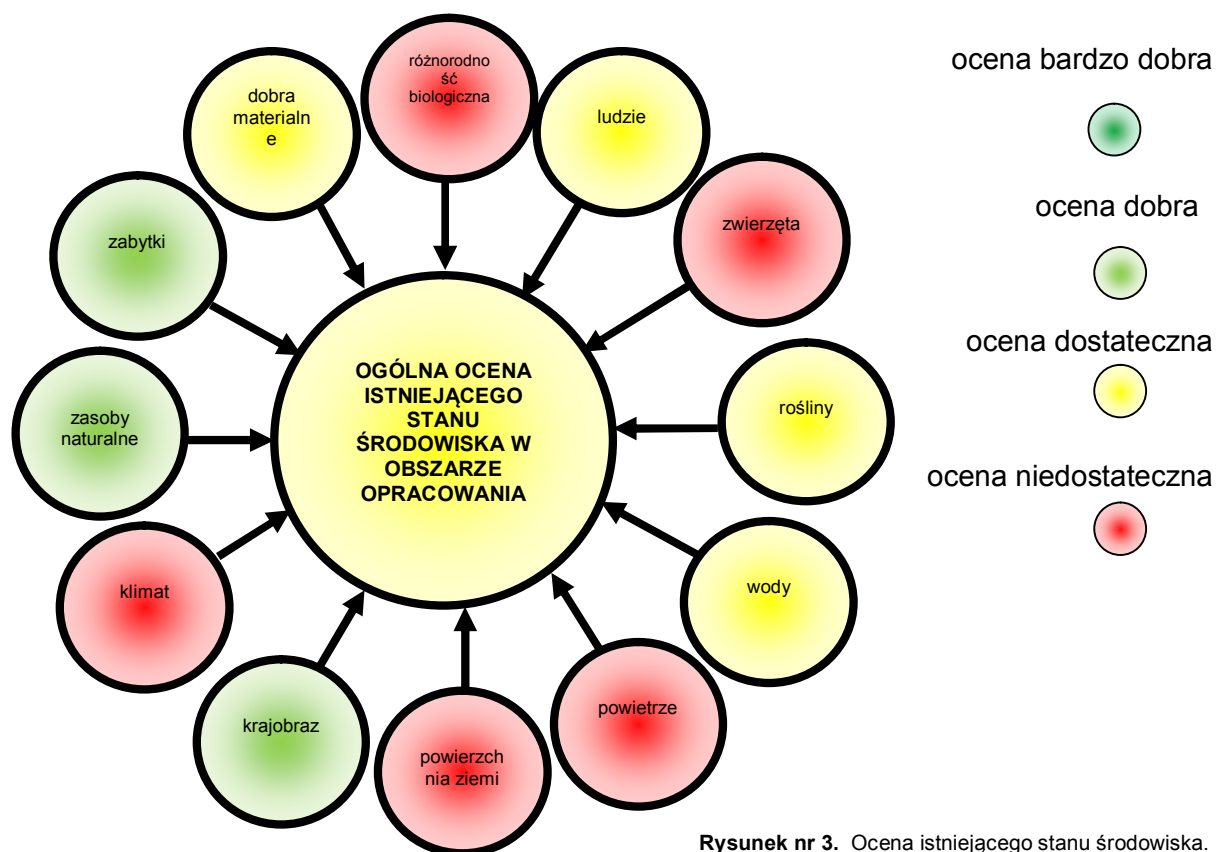 różnorodno
ść
biologiczna
ludzie
zwierzęta
rośliny
wody
powietrze
powierzch
nia ziemi
krajobraz
klimat
zasoby
naturalne
zabytki
dobra
materialn
e
OGÓLNA OCENA
ISTNIEJĄCEGO
STANU
ŚRODOWISKA W
OBSZARZE
OPRACOWANIA
ocena bardzo dobra
ocena dobra
ocena dostateczna
ocena niedostateczna
Rysunek nr 3. Ocena istniejącego stanu środowiska.